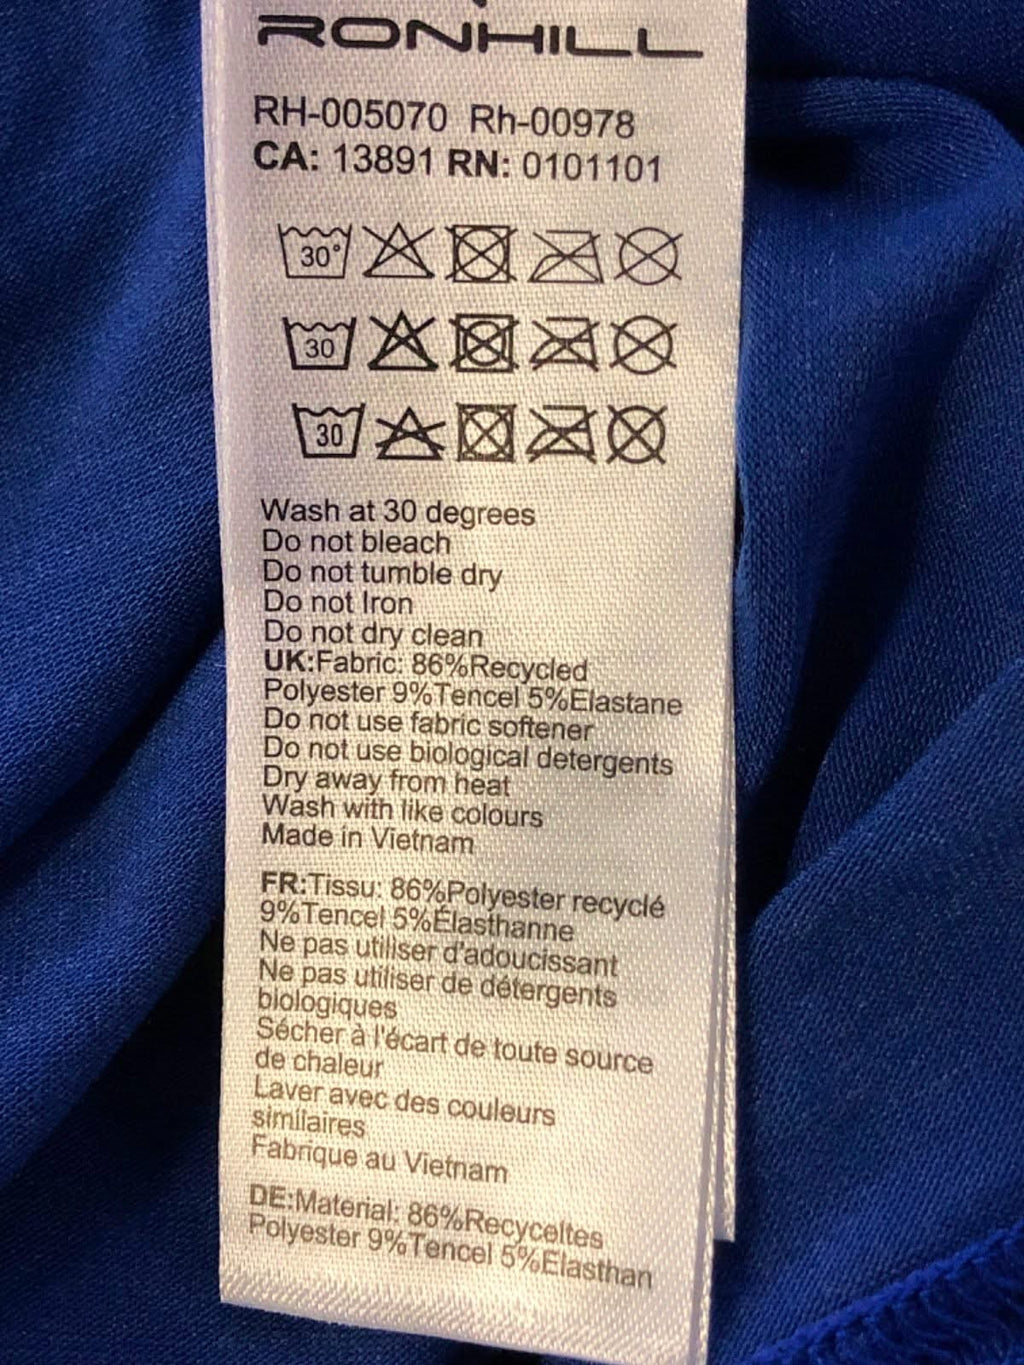 RONHILL
RH-005070 Rh-00978
CA: 13891 RN: 0101101
30°
30
30
Wash at 30 degrees
Do not bleach
Do not tumble dry
Do not Iron
Do not dry clean
UK:Fabric: 86%Recycled
Polyester 9%Tencel 5%Elastane
Do not use fabric softener
Do not use biological detergents
Dry away from heat
Wash with like colours
Made in Vietnam
FR:Tissu: 86%Polyester recyclé
9%Tencel 5%Élasthanne
Ne pas utiliser d'adoucissant
Ne pas utiliser de détergents
biologiques
Sécher à l'écart de toute source
de chaleur
Laver avec des couleurs
similaires
Fabrique au Vietnam
DE:Material: 86%Recyceltes
Polyester 9%Tencel 5%Elasthan